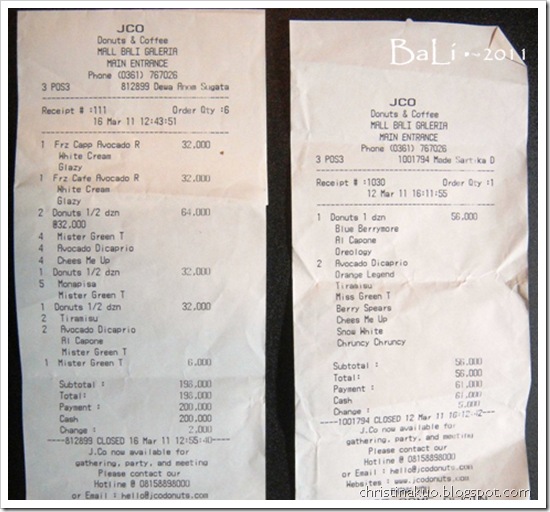 JCO
Donuts & Coffee
MALL BALI GALERIA
MAIN ENTRANCE
Phone (0361) 767026
3 POS3 812899 Dewa Anom Sugata
Receipt # :111 Order Qty :6
16 Mar 11 12:43:51
1 Frz Capp Avocado R 32,000
White Cream
Glazy
1 Frz Cafe Avocado R 32,000
White Cream
Glazy
2 Donuts 1/2 dzn 64,000
@32,000
4 Mister Green T
4 Avocado Dicaprio
4 Chees Me Up
1 Donuts 1/2 dzn 32,000
5 Monapisa
Mister Green T
1 Donuts 1/2 dzn 32,000
2 Tiramisu
2 Avocado Dicaprio
Al Capone
Mister Green T
1 Mister Green T 6,000
Subtotal : 198,000
Total: 198,000
Payment : 200,000
Cash 200,000
Change : 2,000
----812899 CLOSED 16 Mar 11 12:55:40---
J.Co now available for
gathering, party, and meeting
Please contact our
Hotline @ 08158898000
or Email : hello@jcodonuts.com
BaLi •~2011
JCO
Donuts & Coffee
MALL BALI GALERIA
MAIN ENTRANCE
Phone (0361) 767026
3 POS3 1001794 Made Sartika D
Receipt # :1030 Order Qty :1
12 Mar 11 16:11:55
1 Donuts 1 dzn 56,000
Blue Berrymore
Al Capone
Oreology
2 Avocado Dicaprio
Orange Legend
Tiramisu
Miss Green T
Berry Spears
Chees Me Up
Snow White
Chruncy Chruncy
Subtotal : 56,000
Total: 56,000
Payment : 61,000
Cash 61,000
Change : 5,000
----1001794 CLOSED 12 Mar 11 16:12:42---
J.Co now available for
gathering, party, and meeting
Please contact our
Hotline @ 08158898000
or Email : hello@jcodonuts.com
Websites :
christinakuo.blogspot.com